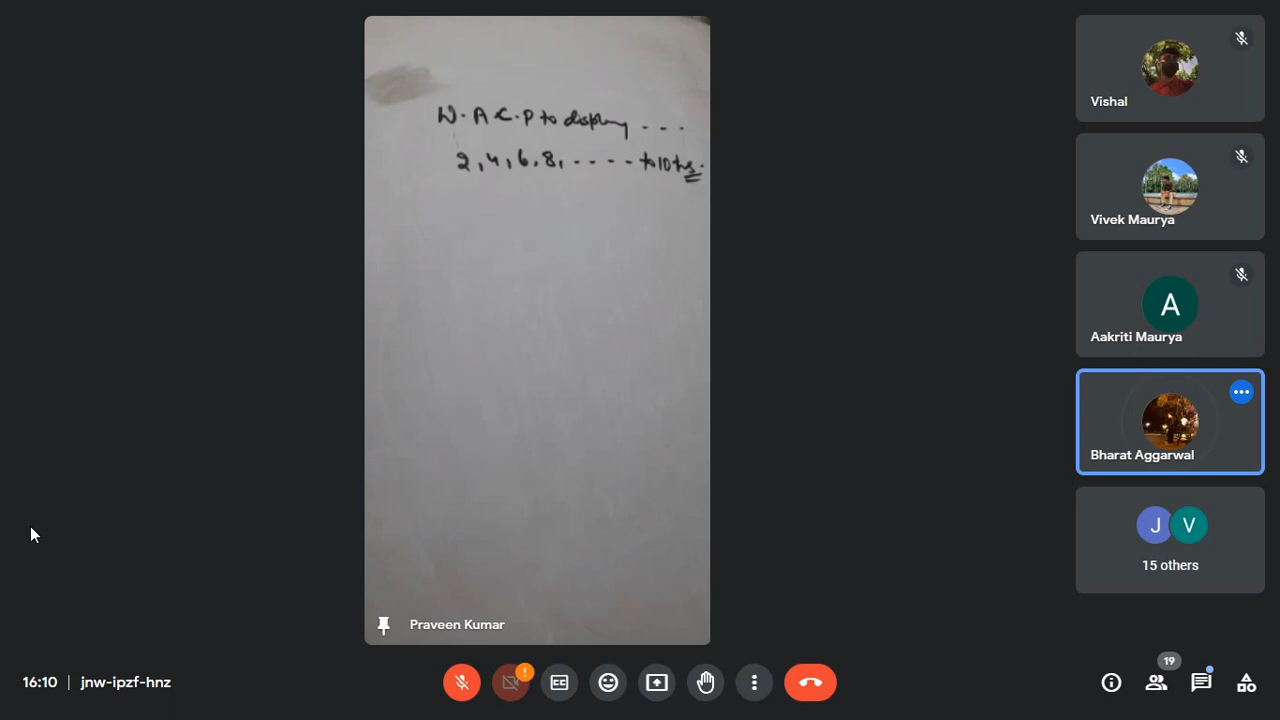 W.A C.P to display ...
2,4,6,8, ..... to 10 trs.
Praveen Kumar
Vishal
Vivek Maurya
A
Aakriti Maurya
Bharat Aggarwal
J V
15 others
16:10 | jnw-ipzf-hnz
19